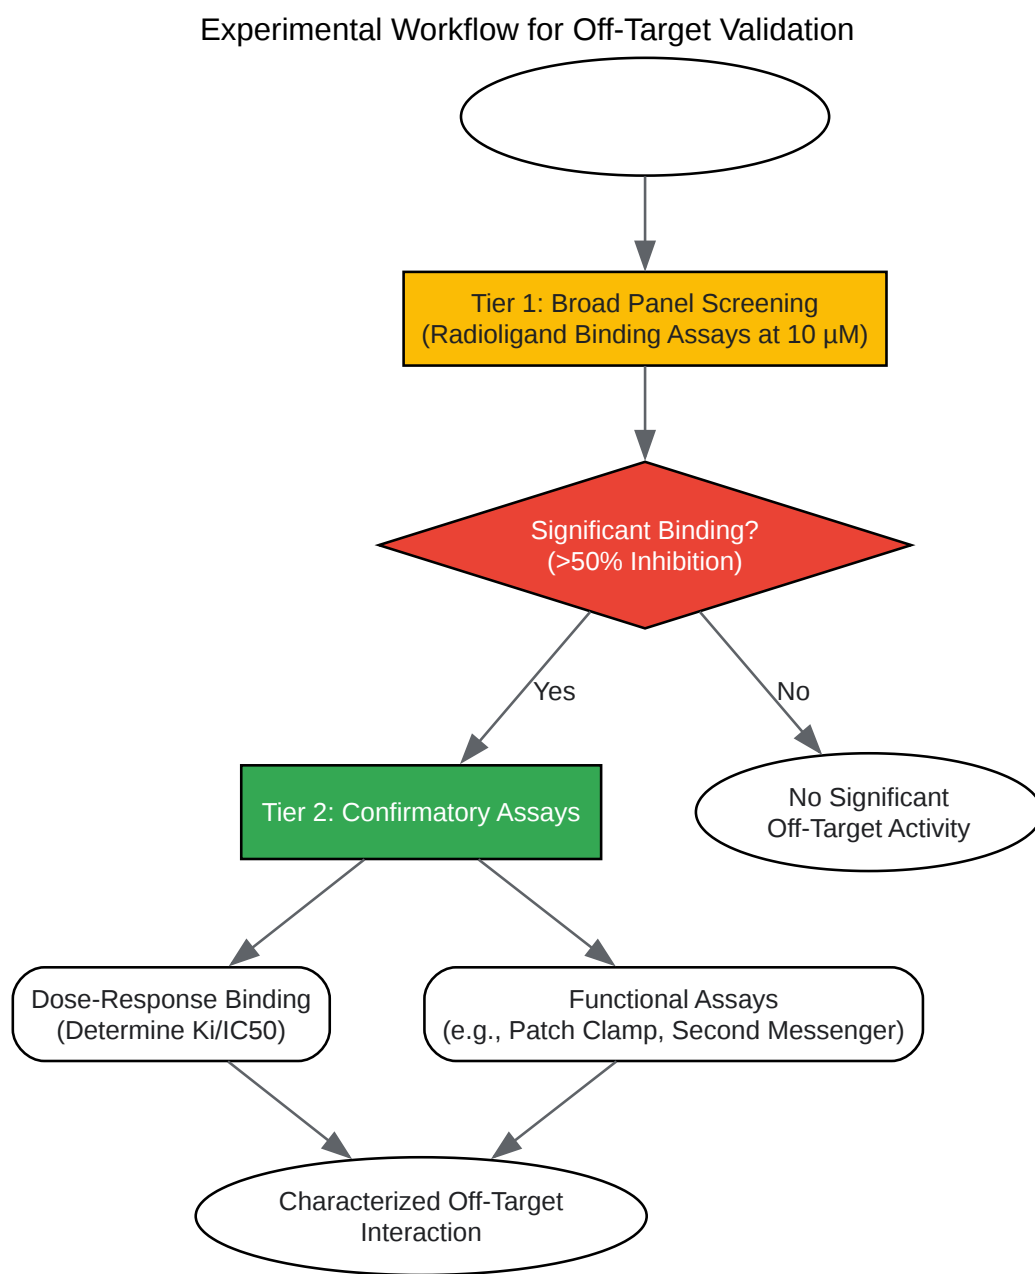 Experimental Workflow for Off-Target Validation
Tier 1: Broad Panel Screening
(Radioligand Binding Assays at 10 µM)
Significant Binding?
(>50% Inhibition)
Yes
No
Tier 2: Confirmatory Assays
No Significant
Off-Target Activity
Dose-Response Binding
(Determine Ki/IC50)
Functional Assays
(e.g., Patch Clamp, Second Messenger)
Characterized Off-Target
Interaction